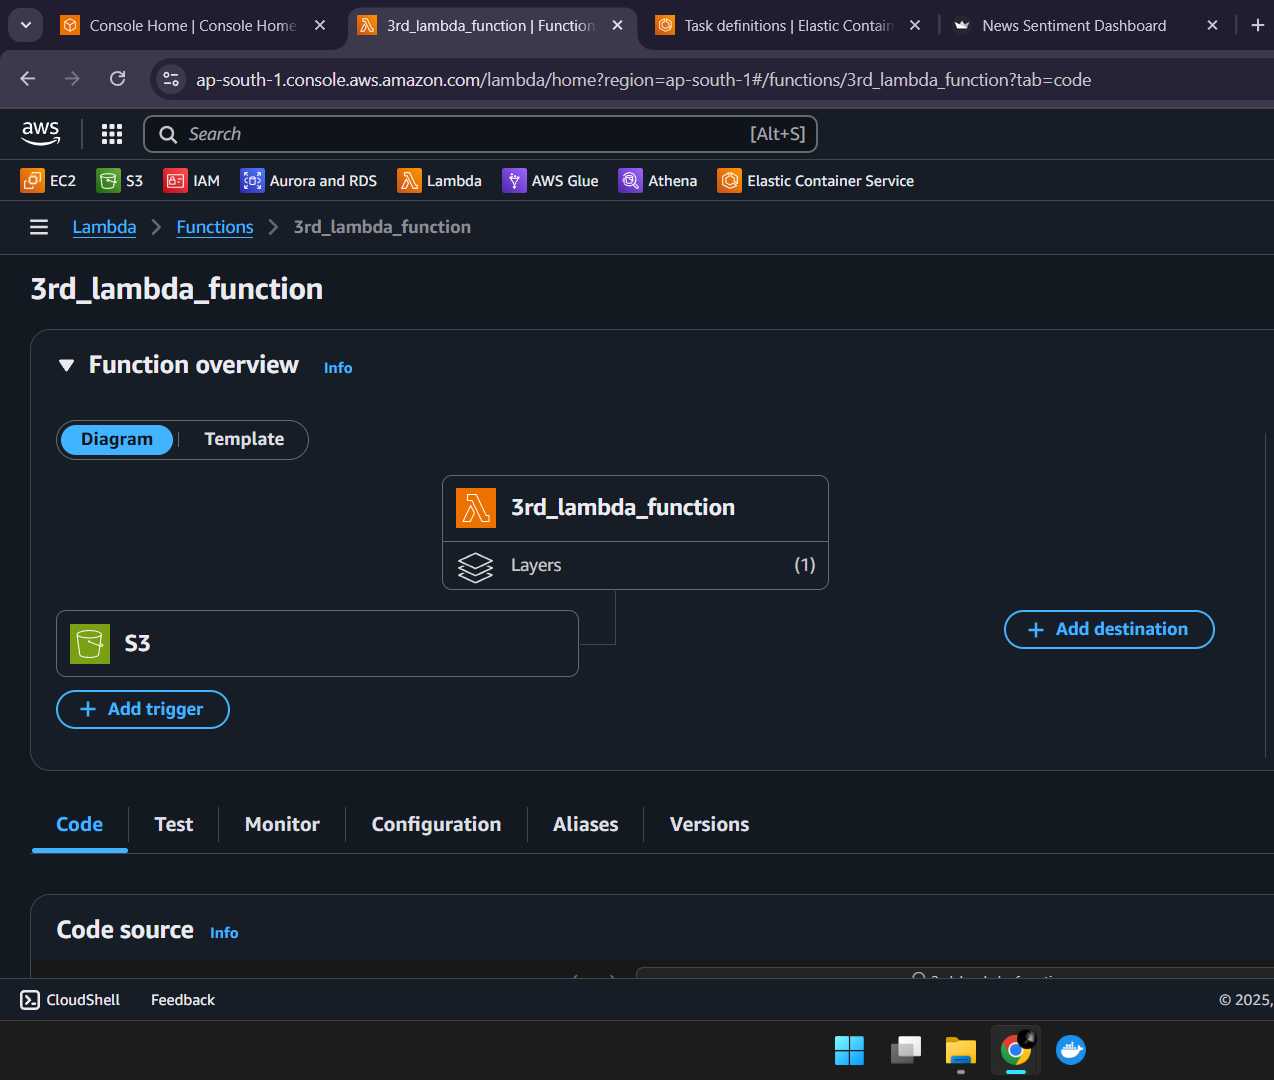 Console Home | Console Home
3rd_lambda_function | Function
Task definitions | Elastic Contain
News Sentiment Dashboard
ap-south-1.console.aws.amazon.com/lambda/home?region=ap-south-1#/functions/3rd_lambda_function?tab=code
aws
Search
[Alt+S]
EC2
S3
IAM
Aurora and RDS
Lambda
AWS Glue
Athena
Elastic Container Service
Lambda
Functions
3rd_lambda_function
3rd_lambda_function
Function overview
Info
Diagram
Template
3rd_lambda_function
Layers
(1)
S3
Add destination
Add trigger
Code
Test
Monitor
Configuration
Aliases
Versions
Code source
Info
CloudShell
Feedback
© 2025,